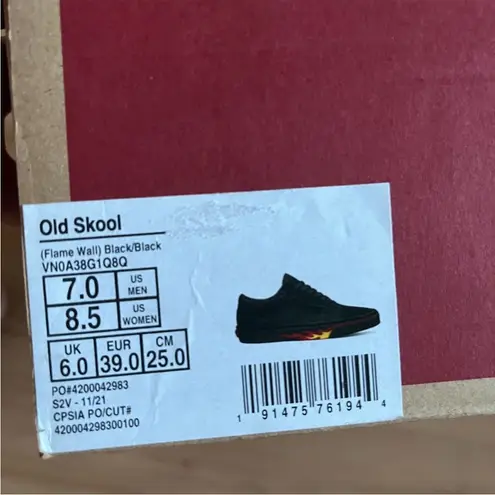 Old Skool
(Flame Wall) Black/Black
VN0A38G1Q8Q
7.0 US MEN
8.5 US WOMEN
UK EUR CM
6.0 39.0 25.0
PO#4200042983
S2V - 11/21
CPSIA PO/CUT#
420004298300100
1 91475 76194 4